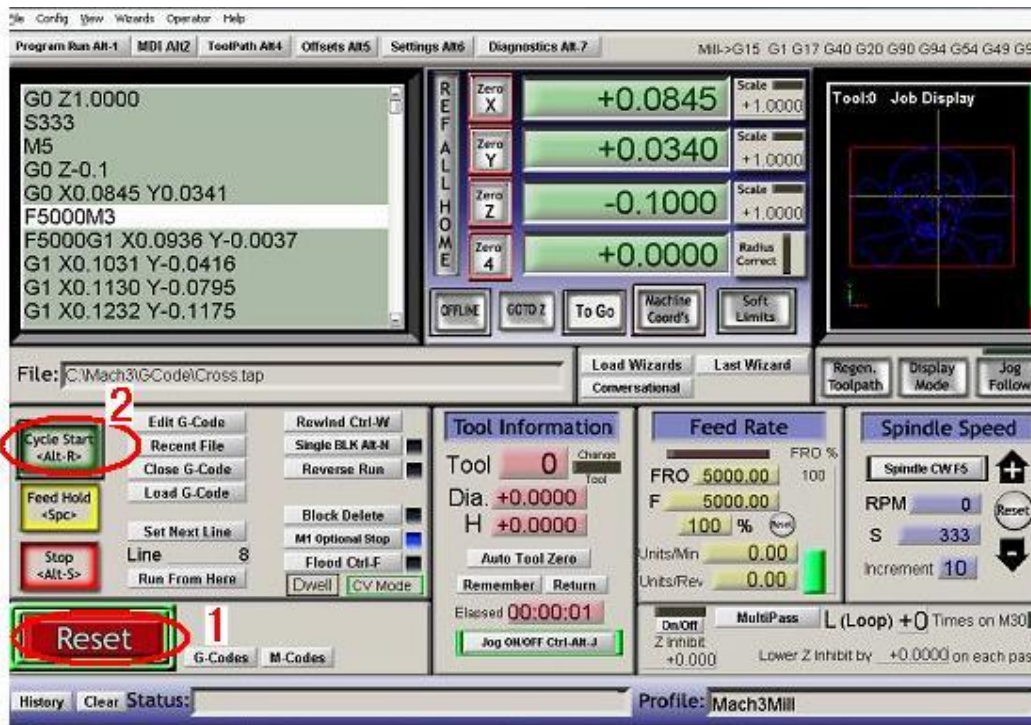 File Config View Wizards Operator Help
Program Run Alt-1 MDI Alt2 ToolPath Alt4 Offsets Alt5 Settings Alt6 Diagnostics Alt-7 Mill->G15 G1 G17 G40 G20 G90 G94 G54 G49
G0 Z1.0000
S333
M5
G0 Z-0.1
G0 X0.0845 Y0.0341
F5000M3
F5000G1 X0.0936 Y-0.0037
G1 X0.1031 Y-0.0416
G1 X0.1130 Y-0.0795
G1 X0.1232 Y-0.1175
REF ALL HOME
Zero X +0.0845 Scale +1.0000
Zero Y +0.0340 Scale +1.0000
Zero Z -0.1000 Scale +1.0000
Zero 4 +0.0000 Radius Correct
OFFLINE GOTO Z To Go Machine Coord's Soft Limits
Tool:0 Job Display
File: C:\Mach3\GCode\Cross.tap
Load Wizards Last Wizard
Conversational
Regen. Toolpath Display Mode Jog Follow
2
Cycle Start <Alt-R>
Feed Hold <Spc>
Stop <Alt-S>
Edit G-Code
Recent File
Close G-Code
Load G-Code
Set Next Line
Line 8
Run From Here
Rewind Ctrl-W
Single BLK Alt-N
Reverse Run
Block Delete
M1 Optional Stop
Flood Ctrl-F
Dwell CV Mode
Reset
1
G-Codes M-Codes
Tool Information
Tool 0 Change Tool
Dia. +0.0000
H +0.0000
Auto Tool Zero
Remember Return
Elapsed 00:00:01
Jog ON/OFF Ctrl-Alt-J
Feed Rate
FRO %
FRO 5000.00 100
F 5000.00
100 % Reset
Units/Min 0.00
Units/Rev 0.00
Spindle Speed
Spindle CW F5
RPM 0 Reset
S 333
Increment 10
On/Off MultiPass L (Loop) +0 Times on M30
Z Inhibit
+0.000 Lower Z Inhibit by +0.0000 on each pas
History Clear Status: Profile: Mach3Mill